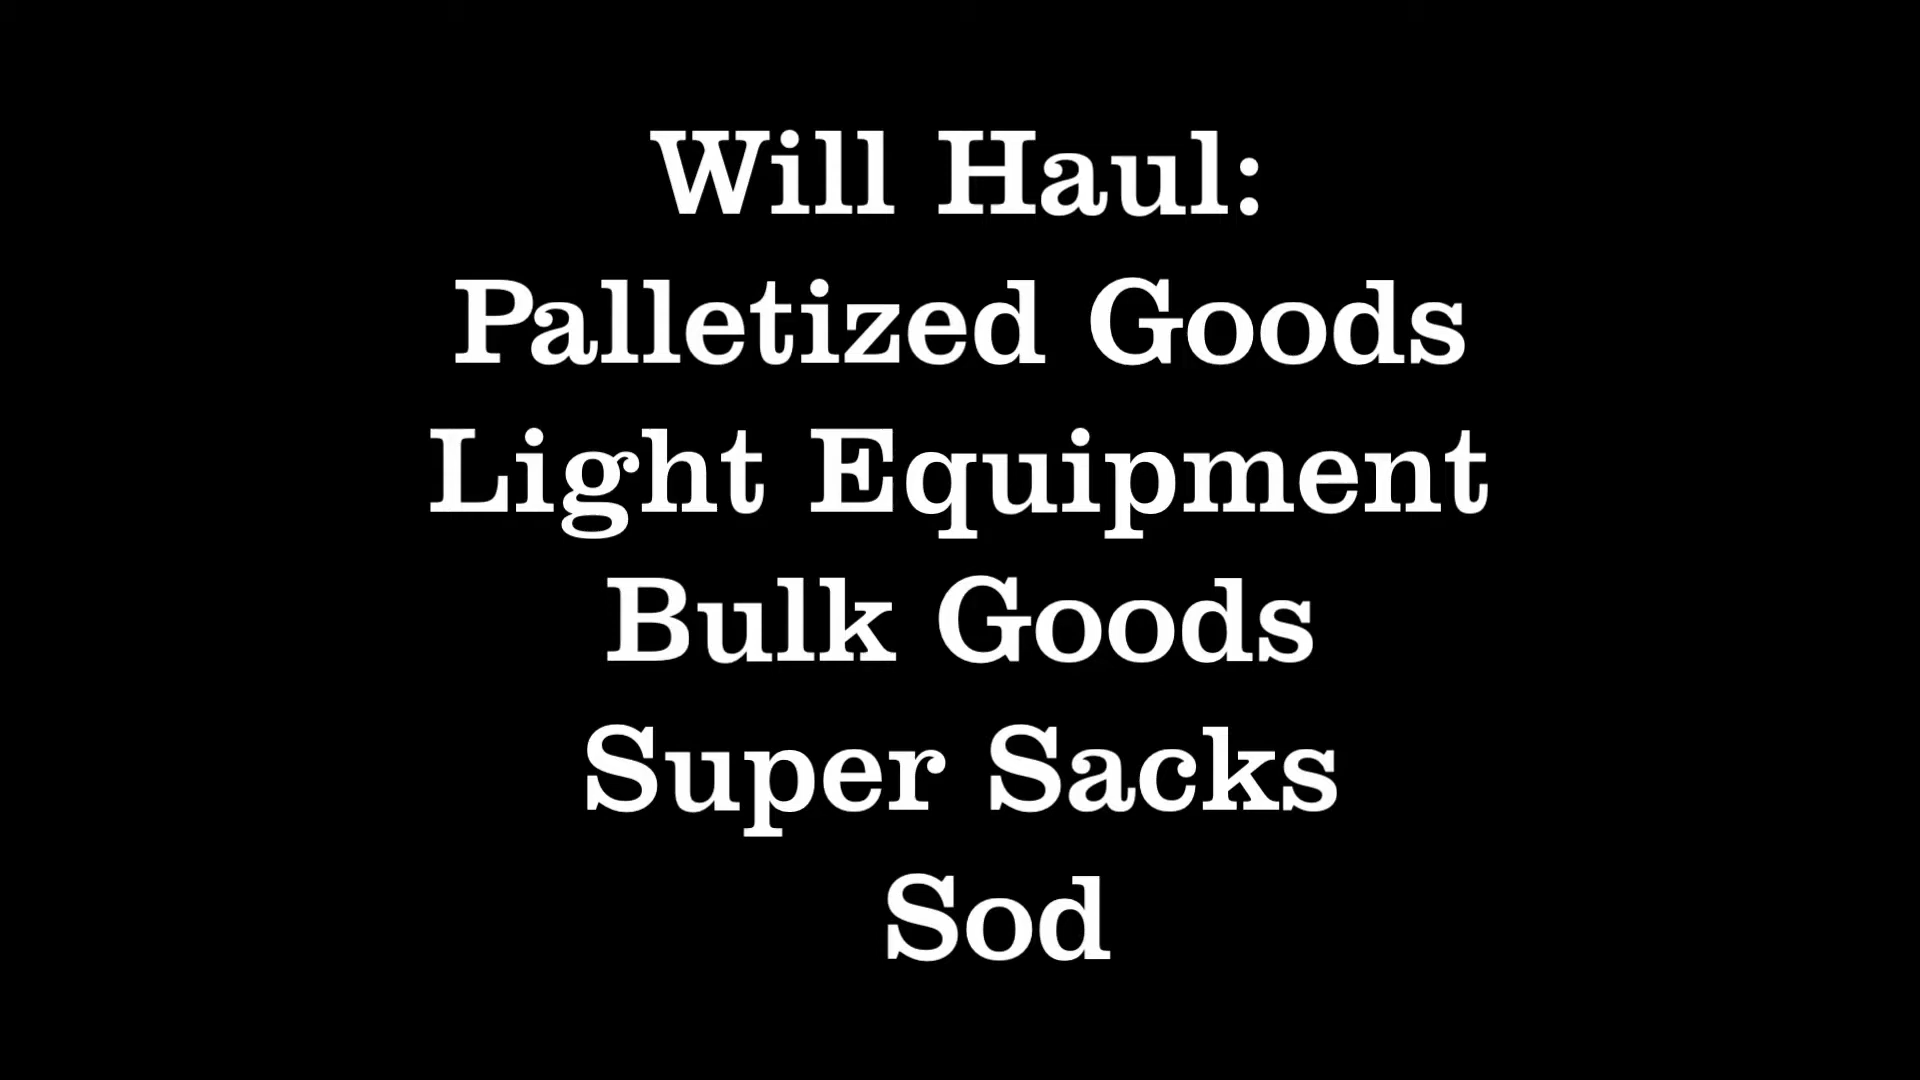 Will Haul:
Palletized Goods
Light Equipment
Bulk Goods
Super Sacks
Sod